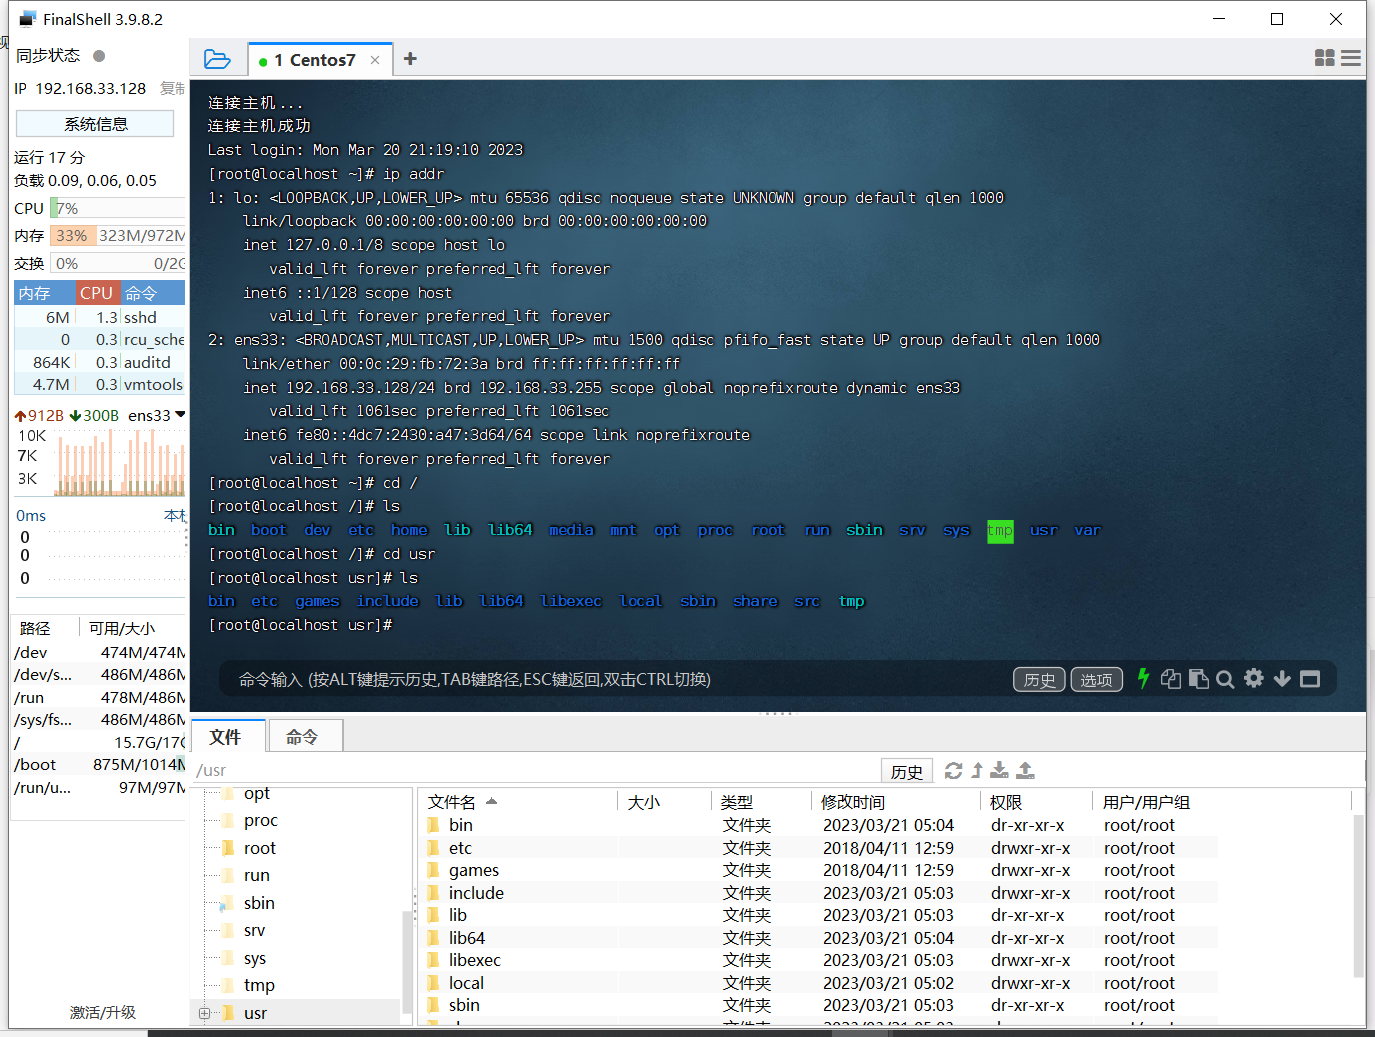 FinalShell 3.9.8.2
同步状态
IP 192.168.33.128 复制
系统信息
运行 17 分
负载 0.09, 0.06, 0.05
CPU 7%
内存 33% 323M/972M
交换 0% 0/2G
内存 CPU 命令
6M 1.3 sshd
0 0.3 rcu_sche
864K 0.3 auditd
4.7M 0.3 vmtools
912B 300B ens33
10K
7K
3K
0ms 本机
0
0
0
路径 可用/大小
/dev 474M/474M
/dev/s... 486M/486M
/run 478M/486M
/sys/fs... 486M/486M
/ 15.7G/17G
/boot 875M/1014M
/run/u... 97M/97M
激活/升级
1 Centos7
连接主机...
连接主机成功
Last login: Mon Mar 20 21:19:10 2023
[root@localhost ~]# ip addr
1: lo: <LOOPBACK,UP,LOWER_UP> mtu 65536 qdisc noqueue state UNKNOWN group default qlen 1000
link/loopback 00:00:00:00:00:00 brd 00:00:00:00:00:00
inet 127.0.0.1/8 scope host lo
valid_lft forever preferred_lft forever
inet6 ::1/128 scope host
valid_lft forever preferred_lft forever
2: ens33: <BROADCAST,MULTICAST,UP,LOWER_UP> mtu 1500 qdisc pfifo_fast state UP group default qlen 1000
link/ether 00:0c:29:fb:72:3a brd ff:ff:ff:ff:ff:ff
inet 192.168.33.128/24 brd 192.168.33.255 scope global noprefixroute dynamic ens33
valid_lft 1061sec preferred_lft 1061sec
inet6 fe80::4dc7:2430:a47:3d64/64 scope link noprefixroute
valid_lft forever preferred_lft forever
[root@localhost ~]# cd /
[root@localhost /]# ls
bin boot dev etc home lib lib64 media mnt opt proc root run sbin srv sys tmp usr var
[root@localhost /]# cd usr
[root@localhost usr]# ls
bin etc games include lib lib64 libexec local sbin share src tmp
[root@localhost usr]#
命令输入 (按ALT键提示历史,TAB键路径,ESC键返回,双击CTRL切换)
历史 选项
文件 命令
/usr 历史
opt
proc
root
run
sbin
srv
sys
tmp
usr
文件名 大小 类型 修改时间 权限 用户/用户组
bin 文件夹 2023/03/21 05:04 dr-xr-xr-x root/root
etc 文件夹 2018/04/11 12:59 drwxr-xr-x root/root
games 文件夹 2018/04/11 12:59 drwxr-xr-x root/root
include 文件夹 2023/03/21 05:03 drwxr-xr-x root/root
lib 文件夹 2023/03/21 05:03 dr-xr-xr-x root/root
lib64 文件夹 2023/03/21 05:04 dr-xr-xr-x root/root
libexec 文件夹 2023/03/21 05:03 drwxr-xr-x root/root
local 文件夹 2023/03/21 05:02 drwxr-xr-x root/root
sbin 文件夹 2023/03/21 05:03 dr-xr-xr-x root/root